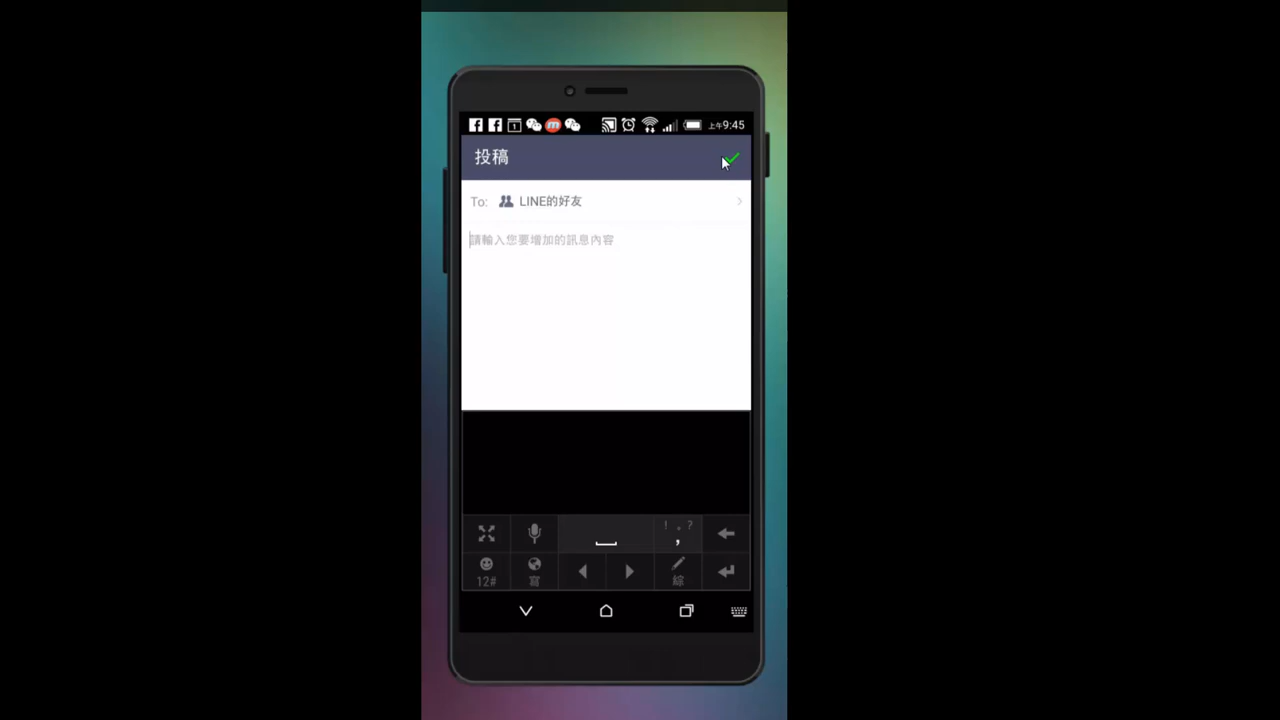 上午9:45
投稿
To: LINE的好友
請輸入您要增加的訊息內容
! 。 ?
,
12# 寫 綜